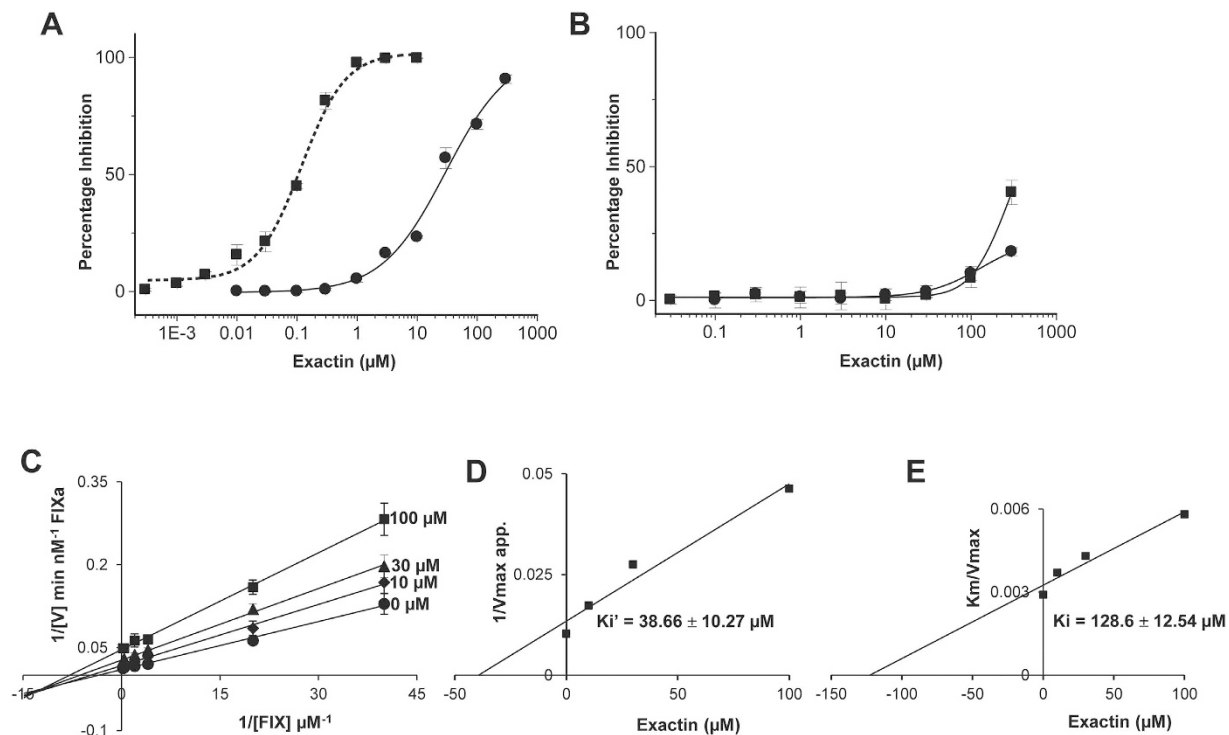 A
Percentage Inhibition
100
50
0
1E-3 0.01 0.1 1 10 100 1000
Exactin (µM)
B
Percentage Inhibition
100
50
0
0.1 1 10 100 1000
Exactin (µM)
C
1/[V] min nM⁻¹ FIXa
0.35
0.2
0.05
-0.1
100 µM
30 µM
10 µM
0 µM
-15 0 15 30 45
1/[FIX] µM⁻¹
D
1/Vmax app.
0.05
0.025
0
Ki' = 38.66 ± 10.27 µM
-50 0 50 100
Exactin (µM)
E
Km/Vmax
0.006
0.003
0
Ki = 128.6 ± 12.54 µM
-150 -100 -50 0 50 100
Exactin (µM)